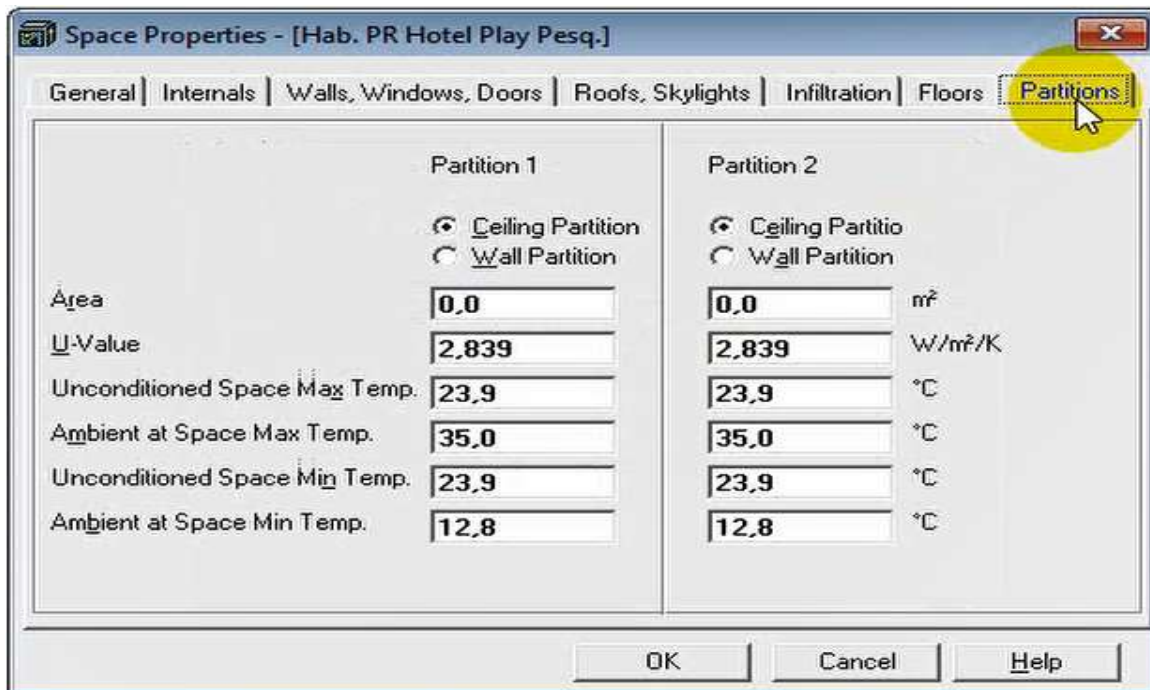 Space Properties - [Hab. PR Hotel Play Pesq.]
General Internals Walls, Windows, Doors Roofs, Skylights Infiltration Floors Partitions
Partition 1 Partition 2
Ceiling Partition Ceiling Partitio
Wall Partition Wall Partition
Area 0,0 0,0 m²
U-Value 2,839 2,839 W/m²/K
Unconditioned Space Max Temp. 23,9 23,9 °C
Ambient at Space Max Temp. 35,0 35,0 °C
Unconditioned Space Min Temp. 23,9 23,9 °C
Ambient at Space Min Temp. 12,8 12,8 °C
OK Cancel Help